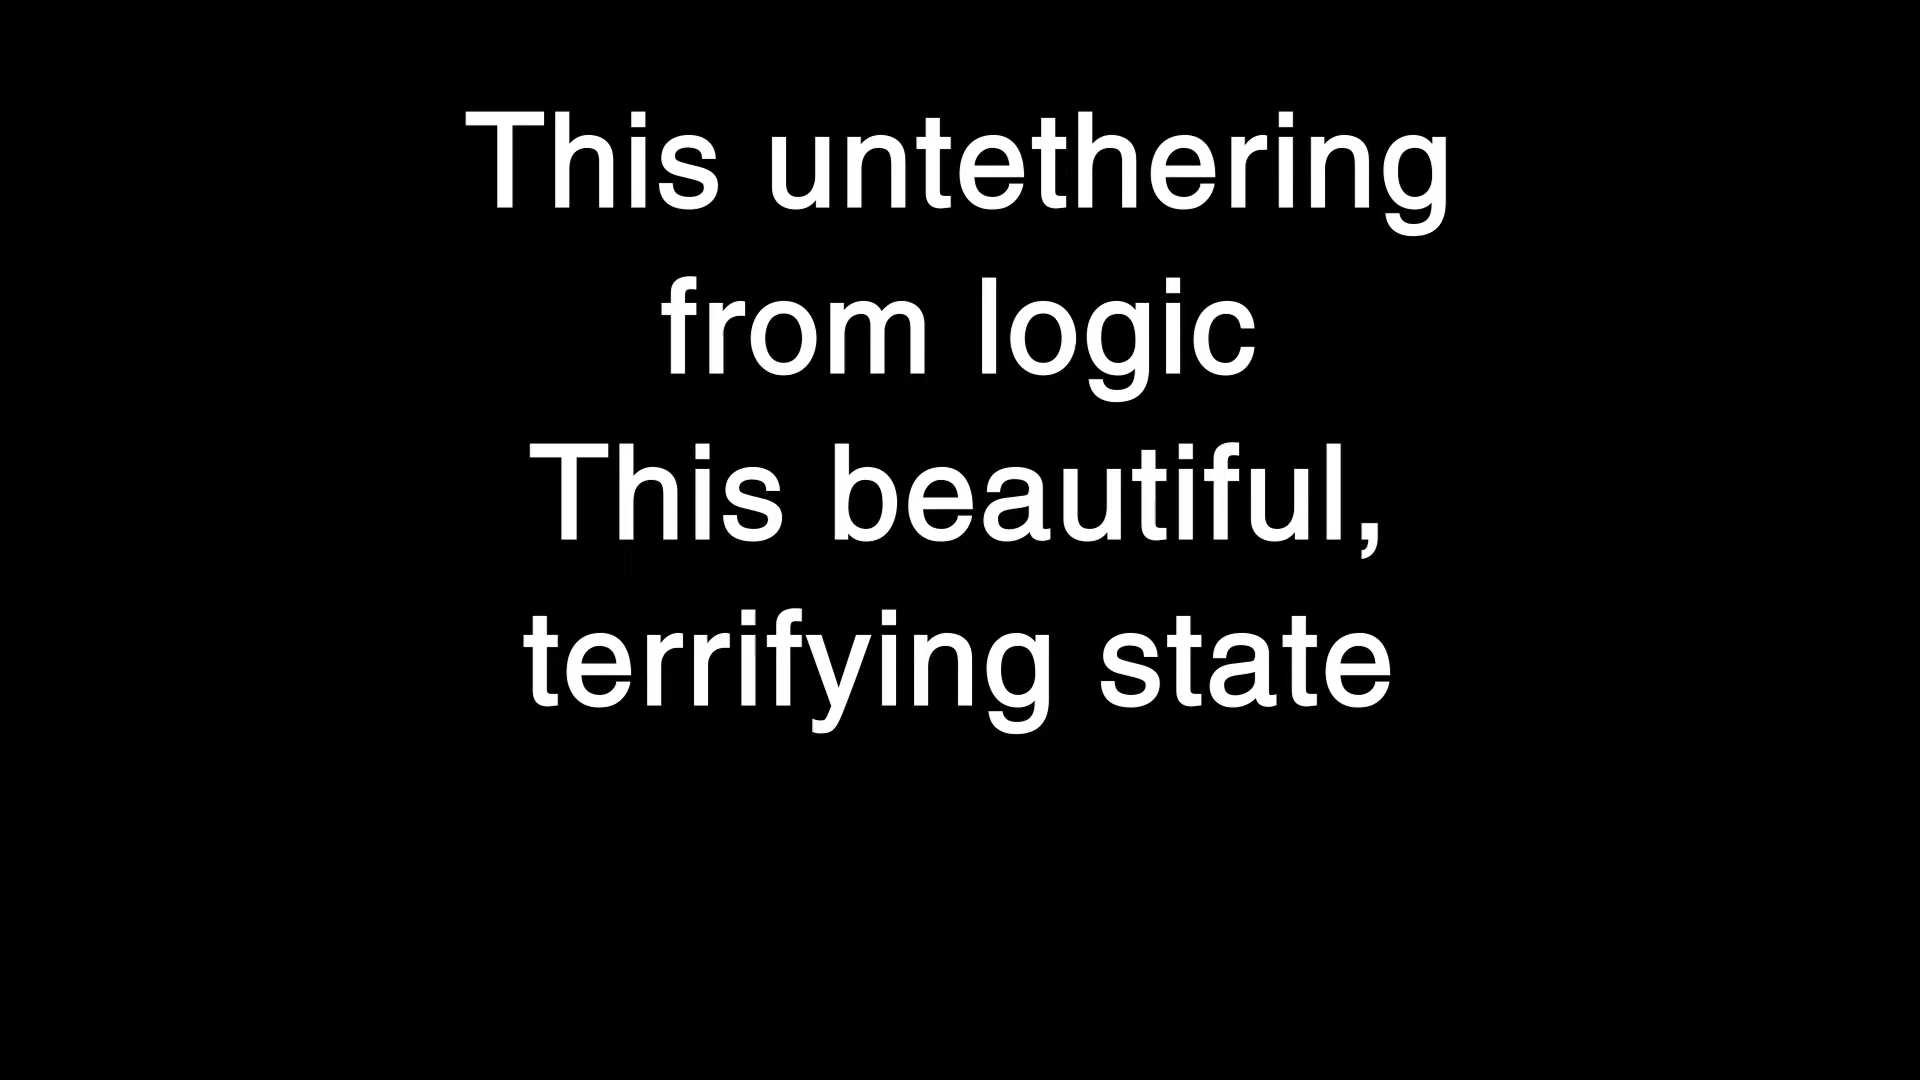 This untethering
from logic
This beautiful,
terrifying state